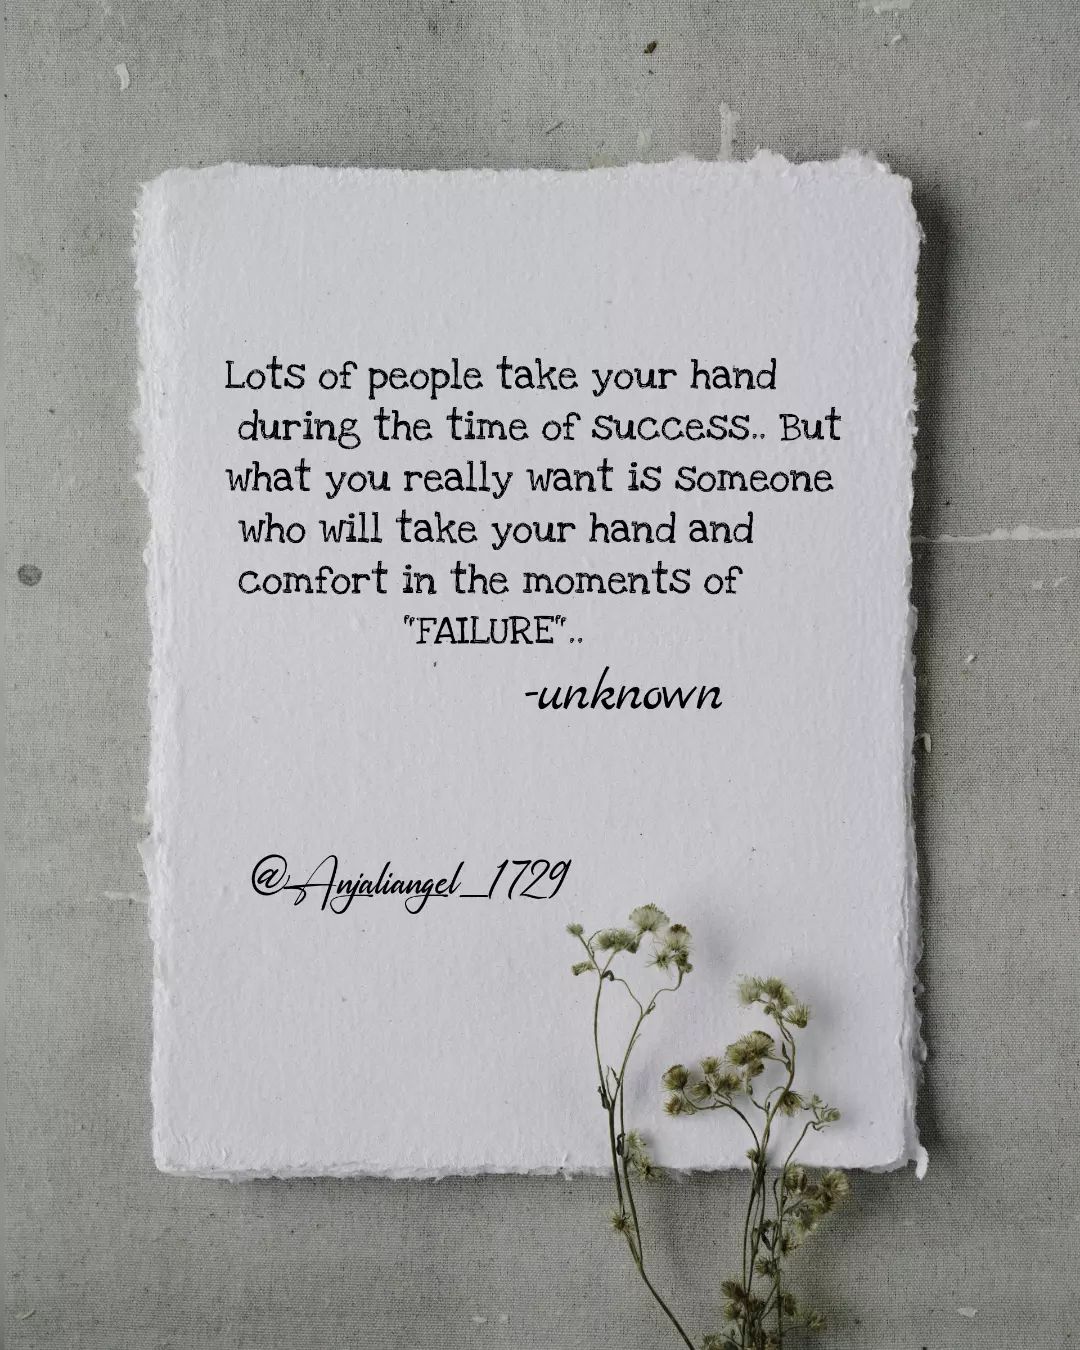 Lots of people take your hand
during the time of success.. But
what you really want is someone
who will take your hand and
comfort in the moments of
"FAILURE"..
-unknown
@Anjaliangel_1729